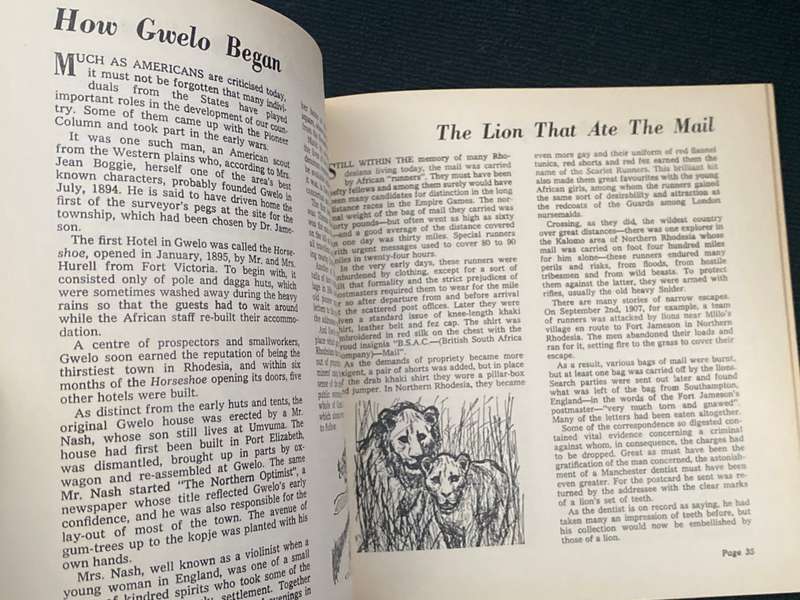 How Gwelo Began
MUCH AS AMERICANS are criticised today,
it must not be forgotten that many indivi-
duals from the States have played
important roles in the development of our coun-
try. Some of them came up with the Pioneer
Column and took part in the early wars.
It was one such man, an American scout
from the Western plains who, according to Mrs.
Jean Boggie, herself one of the area's best
known characters, probably founded Gwelo in
July, 1894. He is said to have driven home the
first of the surveyor's pegs at the site for the
township, which had been chosen by Dr. Jame-
son.
The first Hotel in Gwelo was called the Horse-
shoe, opened in January, 1895, by Mr. and Mrs.
Hurell from Fort Victoria. To begin with, it
consisted only of pole and dagga huts, which
were sometimes washed away during the heavy
rains so that the guests had to wait around
while the African staff re-built their accommo-
dation.
A centre of prospectors and smallworkers,
Gwelo soon earned the reputation of being the
thirstiest town in Rhodesia, and within six
months of the Horseshoe opening its doors, five
other hotels were built.
As distinct from the early huts and tents, the
original Gwelo house was erected by a Mr.
Nash, whose son still lives at Umvuma. The
house had first been built in Port Elizabeth,
was dismantled, brought up in parts by ox-
wagon and re-assembled at Gwelo. The same
Mr. Nash started "The Northern Optimist", a
newspaper whose title reflected Gwelo's early
confidence, and he was also responsible for the
lay-out of most of the town. The avenue of
gum-trees up to the kopje was planted with his
own hands.
Mrs. Nash, well known as a violinist when a
young woman in England, was one of a small
of kindred spirits who took some of the
settlement. Together
evenings in
The Lion That Ate The Mail
STILL WITHIN THE memory of many Rho-
desians living today, the mail was carried
by African "runners". They must have been
hefty fellows and among them surely would have
been many candidates for distinction in the long
distance races in the Empire Games. The nor-
mal weight of the bag of mail they carried was
forty pounds—but often went as high as sixty
—and a good average of the distance covered
in one day was thirty miles. Special runners
with urgent messages used to cover 80 to 90
miles in twenty-four hours.
In the very early days, these runners were
unburdened by clothing, except for a sort of
kilt that formality and the strict prejudices of
postmasters required them to wear for the mile
or so after departure from and before arrival
at the scattered post offices. Later they were
given a standard issue of knee-length khaki
shirt, leather belt and fez cap. The shirt was
embroidered in red silk on the chest with the
proud insignia "B.S.A.C.—(British South Africa
Company)—Mail".
As the demands of propriety became more
exigent, a pair of shorts was added, but in place
of the drab khaki shirt they wore a pillar-box
red jumper. In Northern Rhodesia, they became
even more gay and their uniform of red flannel
tunics, red shorts and red fez earned them the
name of the Scarlet Runners. This brilliant kit
also made them great favourites with the young
African girls, among whom the runners gained
the same sort of desirability and attraction as
the redcoats of the Guards among London
nursemaids.
Crossing, as they did, the wildest country
over great distances—there was one explorer in
the Kalomo area of Northern Rhodesia whose
mail was carried on foot four hundred miles
for him alone—these runners endured many
perils and risks, from floods, from hostile
tribesmen and from wild beasts. To protect
them against the latter, they were armed with
rifles, usually the old heavy Snider.
There are many stories of narrow escapes.
On September 2nd, 1907, for example, a team
of runners was attacked by lions near Millo's
village en route to Fort Jameson in Northern
Rhodesia. The men abandoned their loads and
ran for it, setting fire to the grass to cover their
escape.
As a result, various bags of mail were burnt,
but at least one bag was carried off by the lions.
Search parties were sent out later and found
what was left of the bag from Southampton,
England—in the words of the Fort Jameson's
postmaster—"very much torn and gnawed".
Many of the letters had been eaten altogether.
Some of the correspondence so digested con-
tained vital evidence concerning a criminal
against whom, in consequence, the charges had
to be dropped. Great as must have been the
gratification of the man concerned, the astonish-
ment of a Manchester dentist must have been
even greater. For the postcard he sent was re-
turned by the addressee with the clear marks
of a lion's set of teeth.
As the dentist is on record as saying, he had
taken many an impression of teeth before, but
his collection would now be embellished by
those of a lion.
Page 35